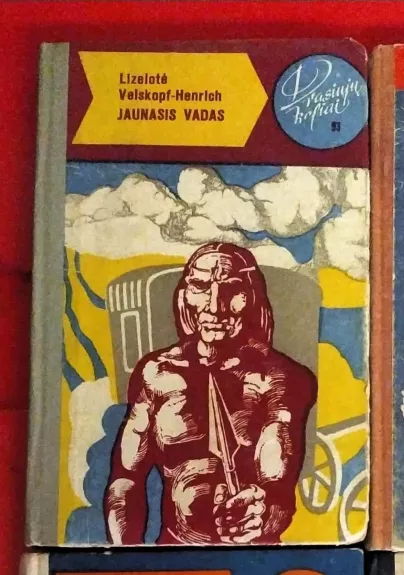 Lizelotė
Velskopf-Henrich
JAUNASIS VADAS
Drąsiųjų
keliai
93